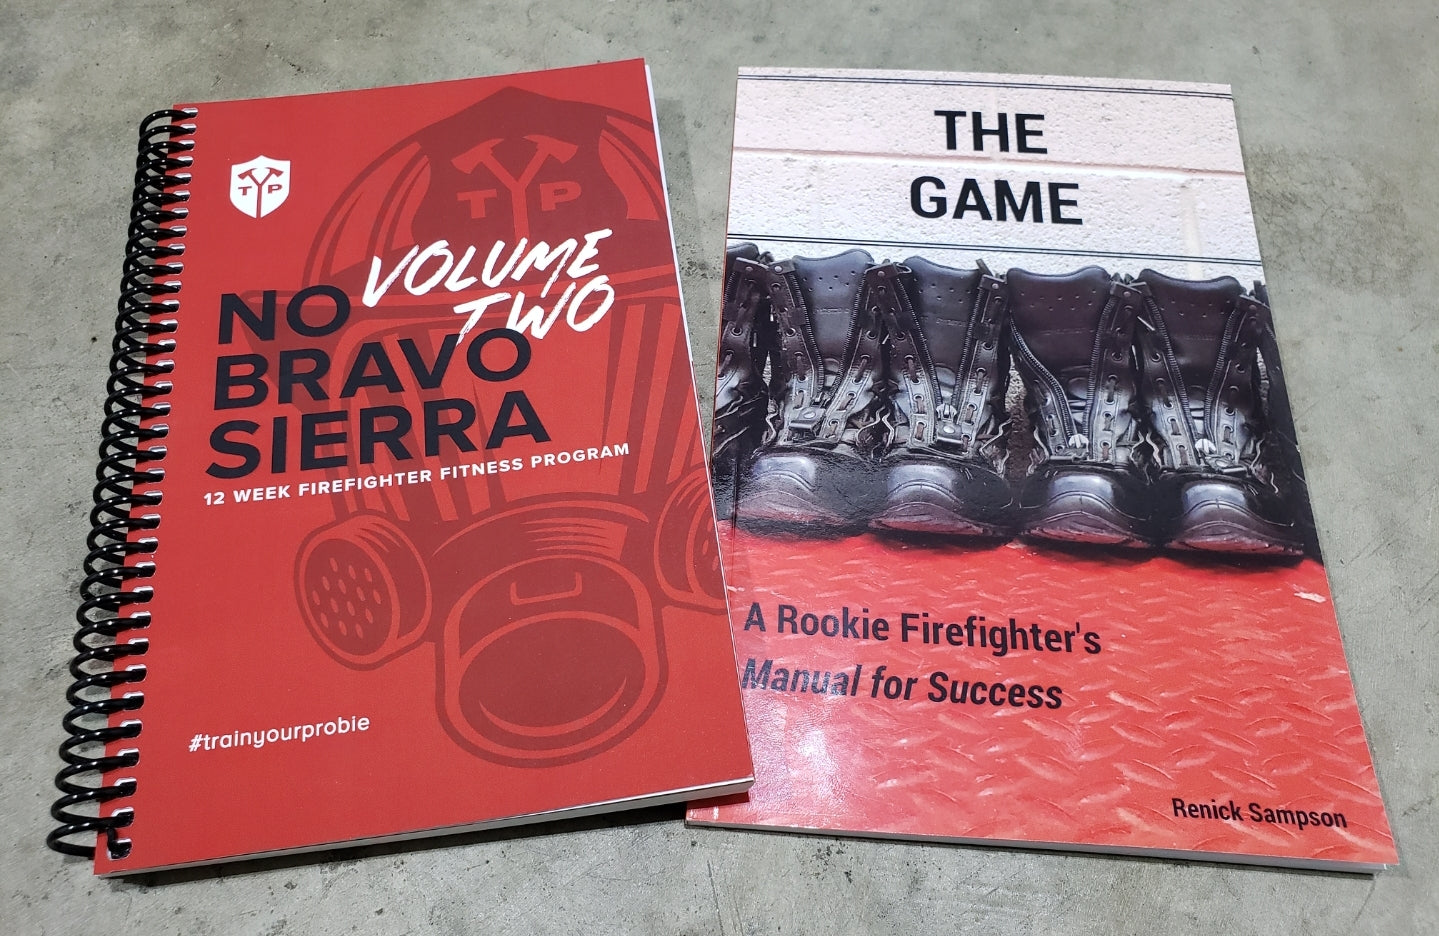 TYP
TYP
VOLUME
TWO
NO
BRAVO
SIERRA
12 WEEK FIREFIGHTER FITNESS PROGRAM
#trainyourprobie
THE
GAME
A Rookie Firefighter's
Manual for Success
Renick Sampson